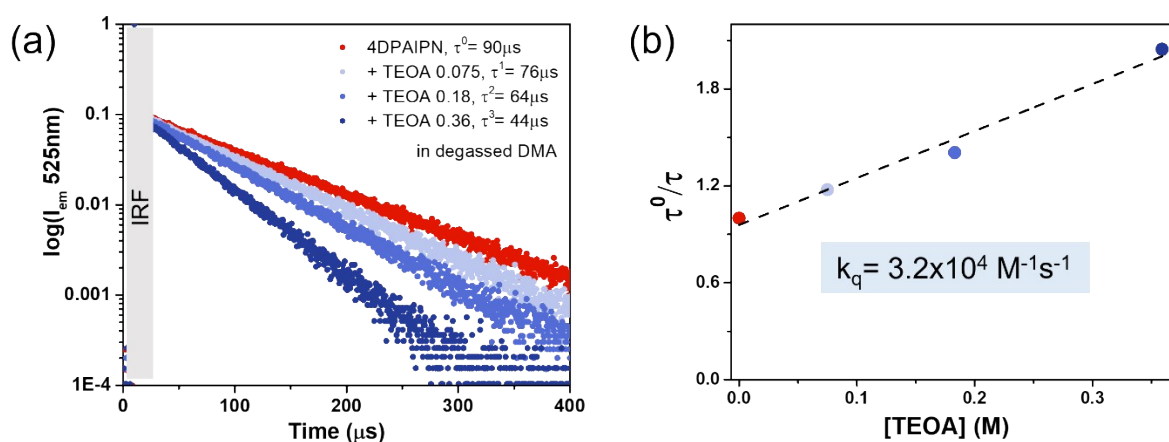 (a)
1
0.1
0.01
0.001
1E-4
log(I_em 525nm)
IRF
4DPAIPN, τ⁰= 90μs
+ TEOA 0.075, τ¹= 76μs
+ TEOA 0.18, τ²= 64μs
+ TEOA 0.36, τ³= 44μs
in degassed DMA
0 100 200 300 400
Time (μs)
(b)
1.8
1.2
0.6
0.0
τ⁰/τ
k_q= 3.2x10⁴ M⁻¹s⁻¹
0.0 0.1 0.2 0.3
[TEOA] (M)